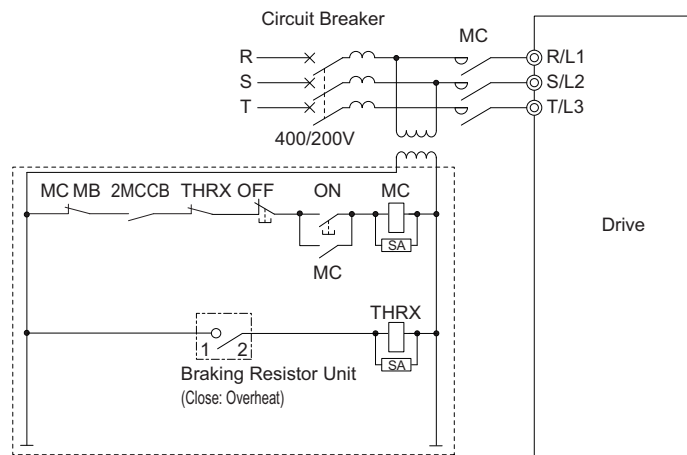 Circuit Breaker
MC
R
R/L1
S
S/L2
T
T/L3
400/200V
MC MB 2MCCB THRX OFF ON MC
SA
MC
Drive
THRX
1 2
SA
Braking Resistor Unit
(Close: Overheat)